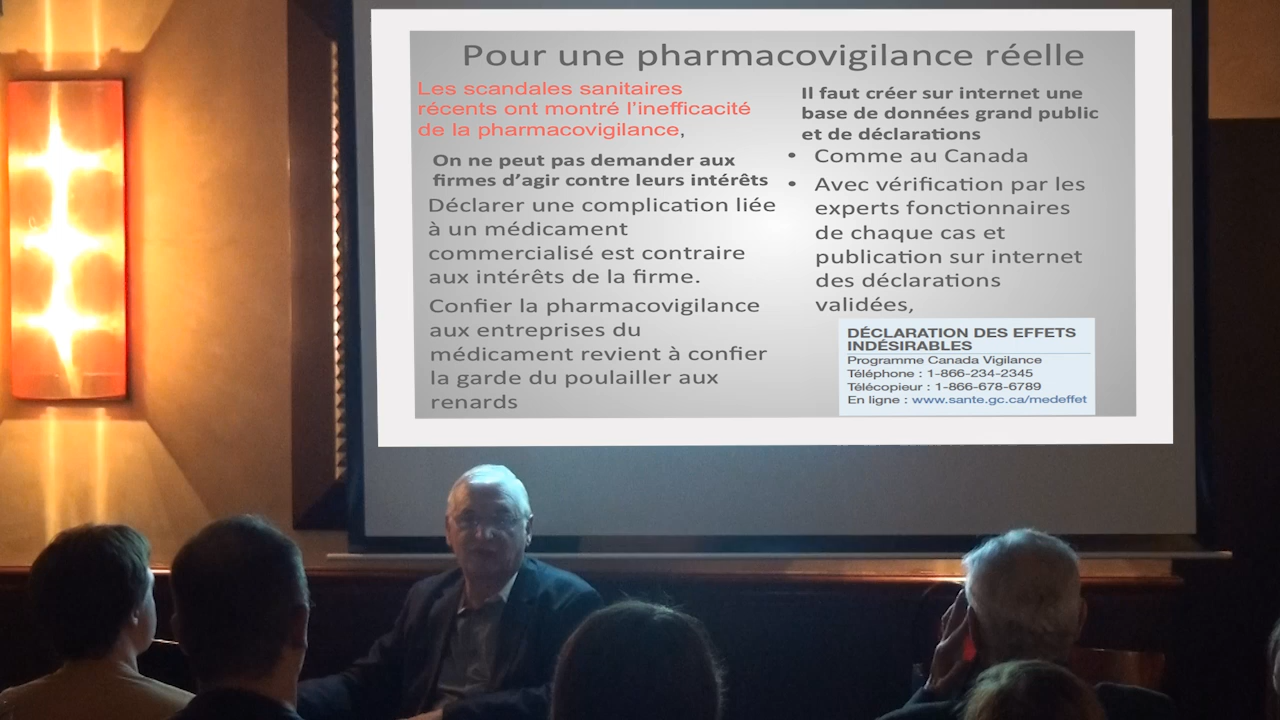 Pour une pharmacovigilance réelle
Les scandales sanitaires
récents ont montré l'inefficacité
de la pharmacovigilance,
On ne peut pas demander aux
firmes d'agir contre leurs intérêts
Déclarer une complication liée
à un médicament
commercialisé est contraire
aux intérêts de la firme.
Confier la pharmacovigilance
aux entreprises du
médicament revient à confier
la garde du poulailler aux
renards
Il faut créer sur internet une
base de données grand public
et de déclarations
• Comme au Canada
• Avec vérification par les
experts fonctionnaires
de chaque cas et
publication sur internet
des déclarations
validées,
DÉCLARATION DES EFFETS
INDÉSIRABLES
Programme Canada Vigilance
Téléphone : 1-866-234-2345
Télécopieur : 1-866-678-6789
En ligne : www.sante.gc.ca/medeffet